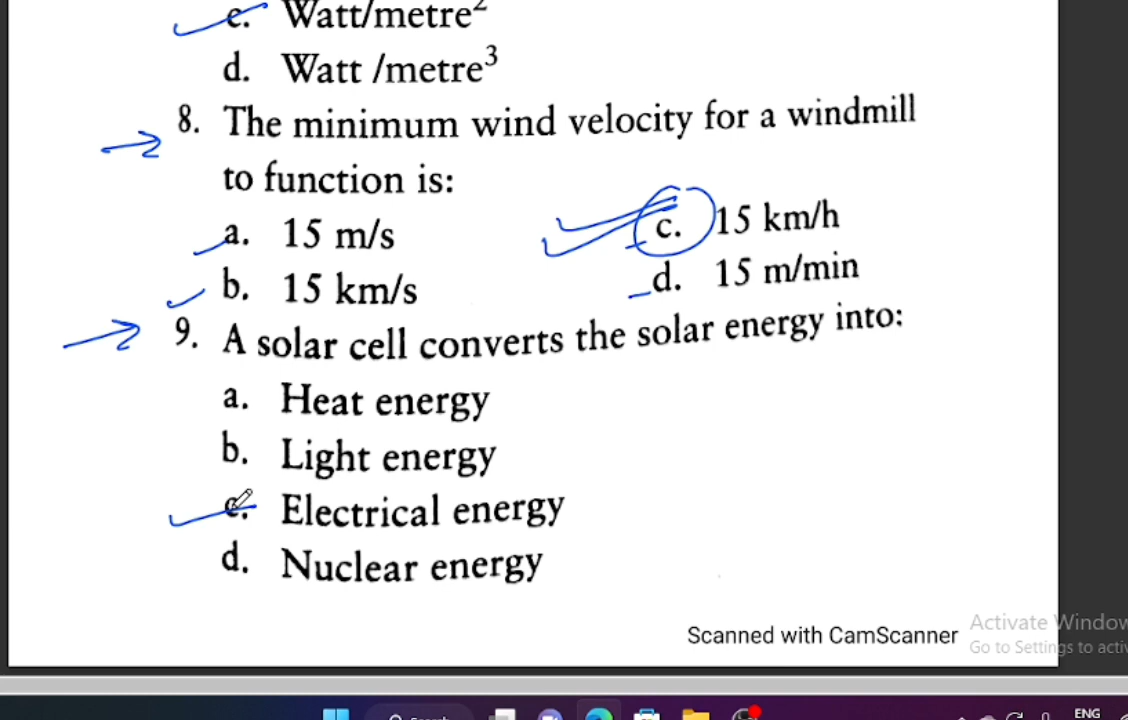 c. Watt/metre²
d. Watt /metre³
8. The minimum wind velocity for a windmill
to function is:
a. 15 m/s
c. 15 km/h
b. 15 km/s
d. 15 m/min
9. A solar cell converts the solar energy into:
a. Heat energy
b. Light energy
c. Electrical energy
d. Nuclear energy
Scanned with CamScanner
Activate Window
Go to Settings to activ
ENG